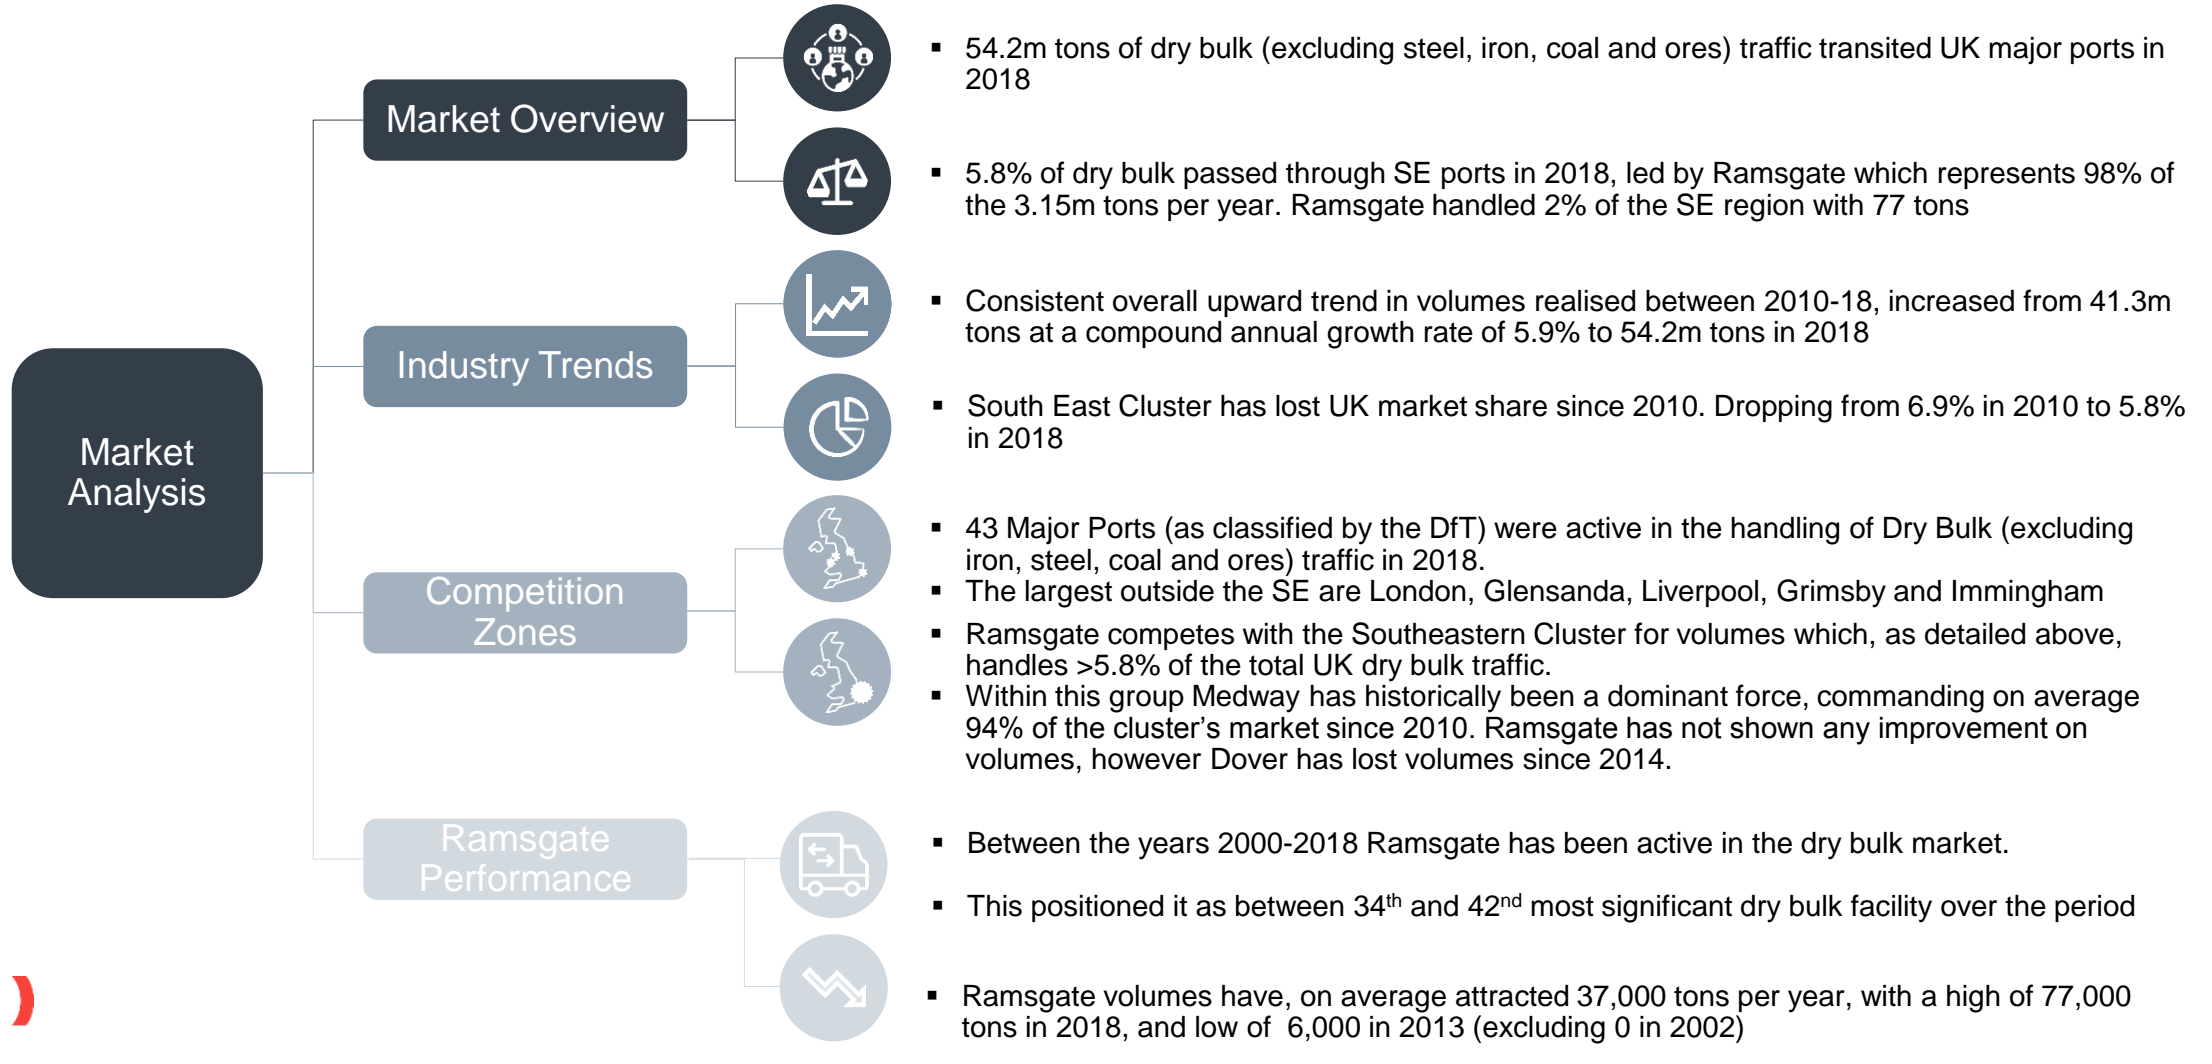 Market
Analysis
Market Overview
▪ 54.2m tons of dry bulk (excluding steel, iron, coal and ores) traffic transited UK major ports in
2018
▪ 5.8% of dry bulk passed through SE ports in 2018, led by Ramsgate which represents 98% of
the 3.15m tons per year. Ramsgate handled 2% of the SE region with 77 tons
Industry Trends
▪ Consistent overall upward trend in volumes realised between 2010-18, increased from 41.3m
tons at a compound annual growth rate of 5.9% to 54.2m tons in 2018
▪ South East Cluster has lost UK market share since 2010. Dropping from 6.9% in 2010 to 5.8%
in 2018
Competition
Zones
▪ 43 Major Ports (as classified by the DfT) were active in the handling of Dry Bulk (excluding
iron, steel, coal and ores) traffic in 2018.
▪ The largest outside the SE are London, Glensanda, Liverpool, Grimsby and Immingham
▪ Ramsgate competes with the Southeastern Cluster for volumes which, as detailed above,
handles >5.8% of the total UK dry bulk traffic.
▪ Within this group Medway has historically been a dominant force, commanding on average
94% of the cluster's market since 2010. Ramsgate has not shown any improvement on
volumes, however Dover has lost volumes since 2014.
Ramsgate
Performance
▪ Between the years 2000-2018 Ramsgate has been active in the dry bulk market.
▪ This positioned it as between 34th and 42nd most significant dry bulk facility over the period
▪ Ramsgate volumes have, on average attracted 37,000 tons per year, with a high of 77,000
tons in 2018, and low of 6,000 in 2013 (excluding 0 in 2002)